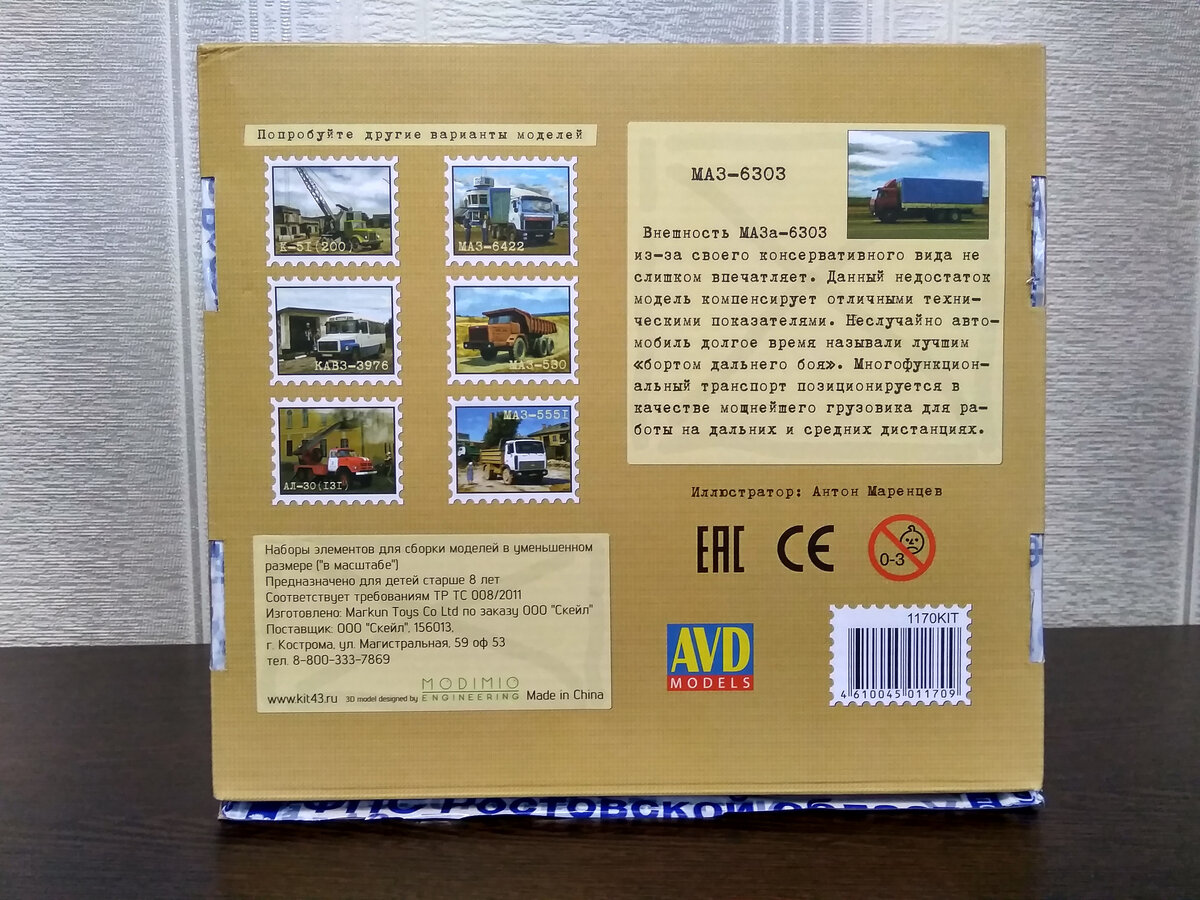 Попробуйте другие варианты моделей
К-51(200)
МАЗ-6422
КАВЗ-3976
МАЗ-530
АЛ-30(131)
МАЗ-5551
МАЗ-6303
Внешность МАЗа-6303
из-за своего консервативного вида не
слишком впечатляет. Данный недостаток
модель компенсирует отличными техни-
ческими показателями. Неслучайно авто-
мобиль долгое время называли лучшим
«бортом дальнего боя». Многофункцион-
альный транспорт позиционируется в
качестве мощнейшего грузовика для ра-
боты на дальних и средних дистанциях.
Иллюстратор: Антон Маренцев
EAC CE 0-3
Наборы элементов для сборки моделей в уменьшенном
размере ("в масштабе")
Предназначено для детей старше 8 лет
Соответствует требованиям ТР ТС 008/2011
Изготовлено: Markun Toys Co Ltd по заказу ООО "Скейл"
Поставщик: ООО "Скейл", 156013,
г. Кострома, ул. Магистральная, 59 оф 53
тел. 8-800-333-7869
www.kit43.ru 3D model designed by MODIMIO ENGINEERING Made in China
AVD
MODELS
1170KIT
4 610045 011709
ФПС Ростовской